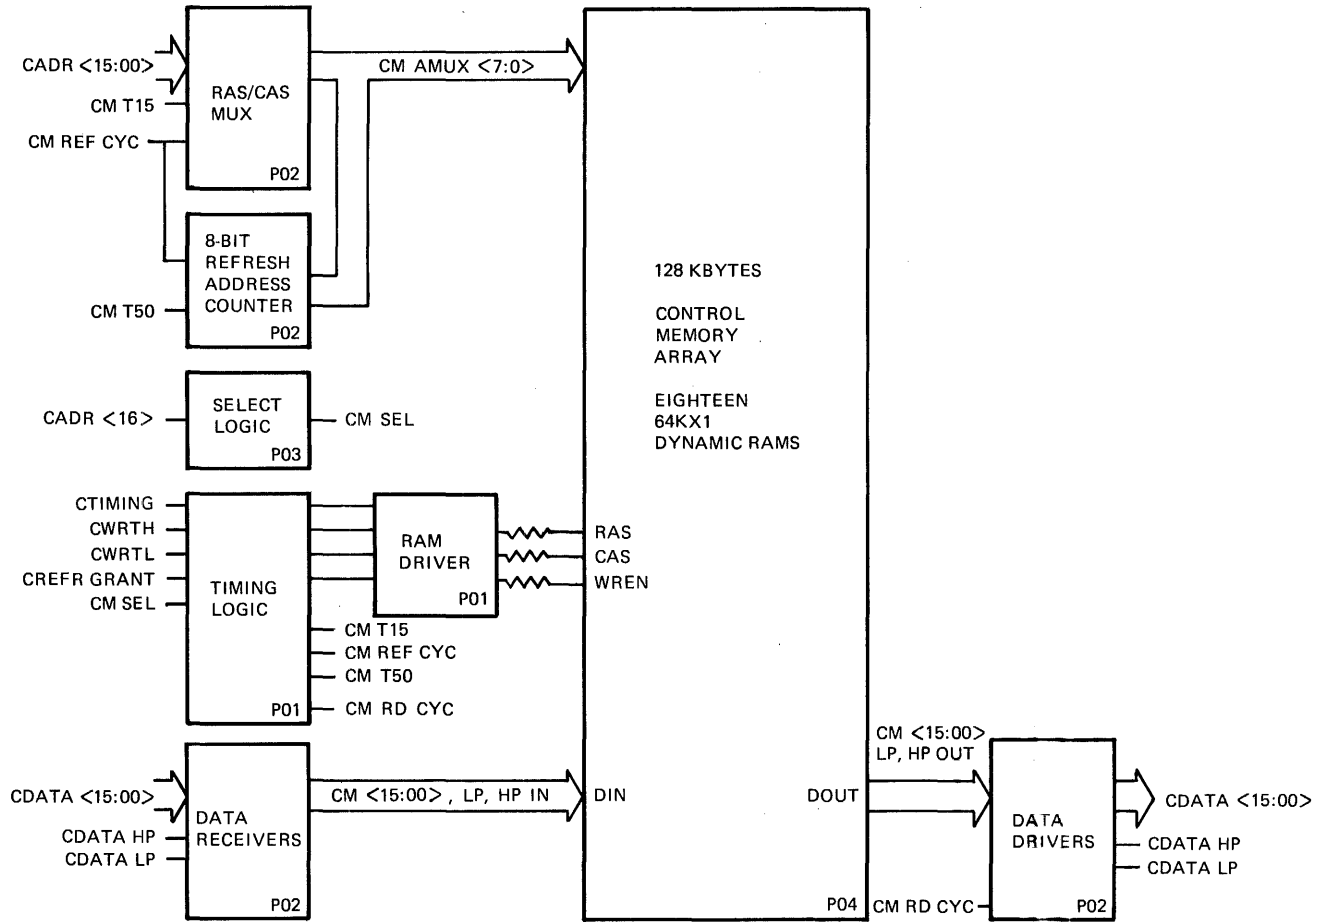 CADR <15:00>
CM T15
CM REF CYC
RAS/CAS
MUX
P02
CM AMUX <7:0>
8-BIT
REFRESH
ADDRESS
COUNTER
P02
CM T50
CADR <16>
SELECT
LOGIC
P03
CM SEL
CTIMING
CWRTH
CWRTL
CREFR GRANT
CM SEL
TIMING
LOGIC
P01
RAM
DRIVER
P01
CM T15
CM REF CYC
CM T50
CM RD CYC
RAS
CAS
WREN
128 KBYTES
CONTROL
MEMORY
ARRAY
EIGHTEEN
64KX1
DYNAMIC RAMS
CDATA <15:00>
CDATA HP
CDATA LP
DATA
RECEIVERS
P02
CM <15:00>, LP, HP IN
DIN
DOUT
P04
CM <15:00>
LP, HP OUT
CM RD CYC
DATA
DRIVERS
P02
CDATA <15:00>
CDATA HP
CDATA LP